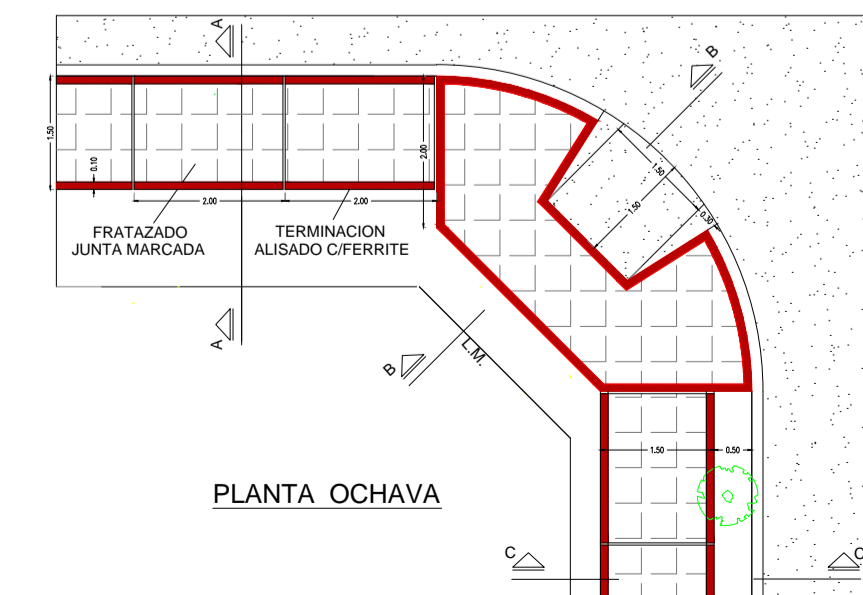 A
B
1.50
0.10
2.00
1.50
1.50
0.30
2.00
2.00
FRATAZADO
JUNTA MARCADA
TERMINACION
ALISADO C/FERRITE
A
B
L.M.
1.50
0.50
PLANTA OCHAVA
C
C